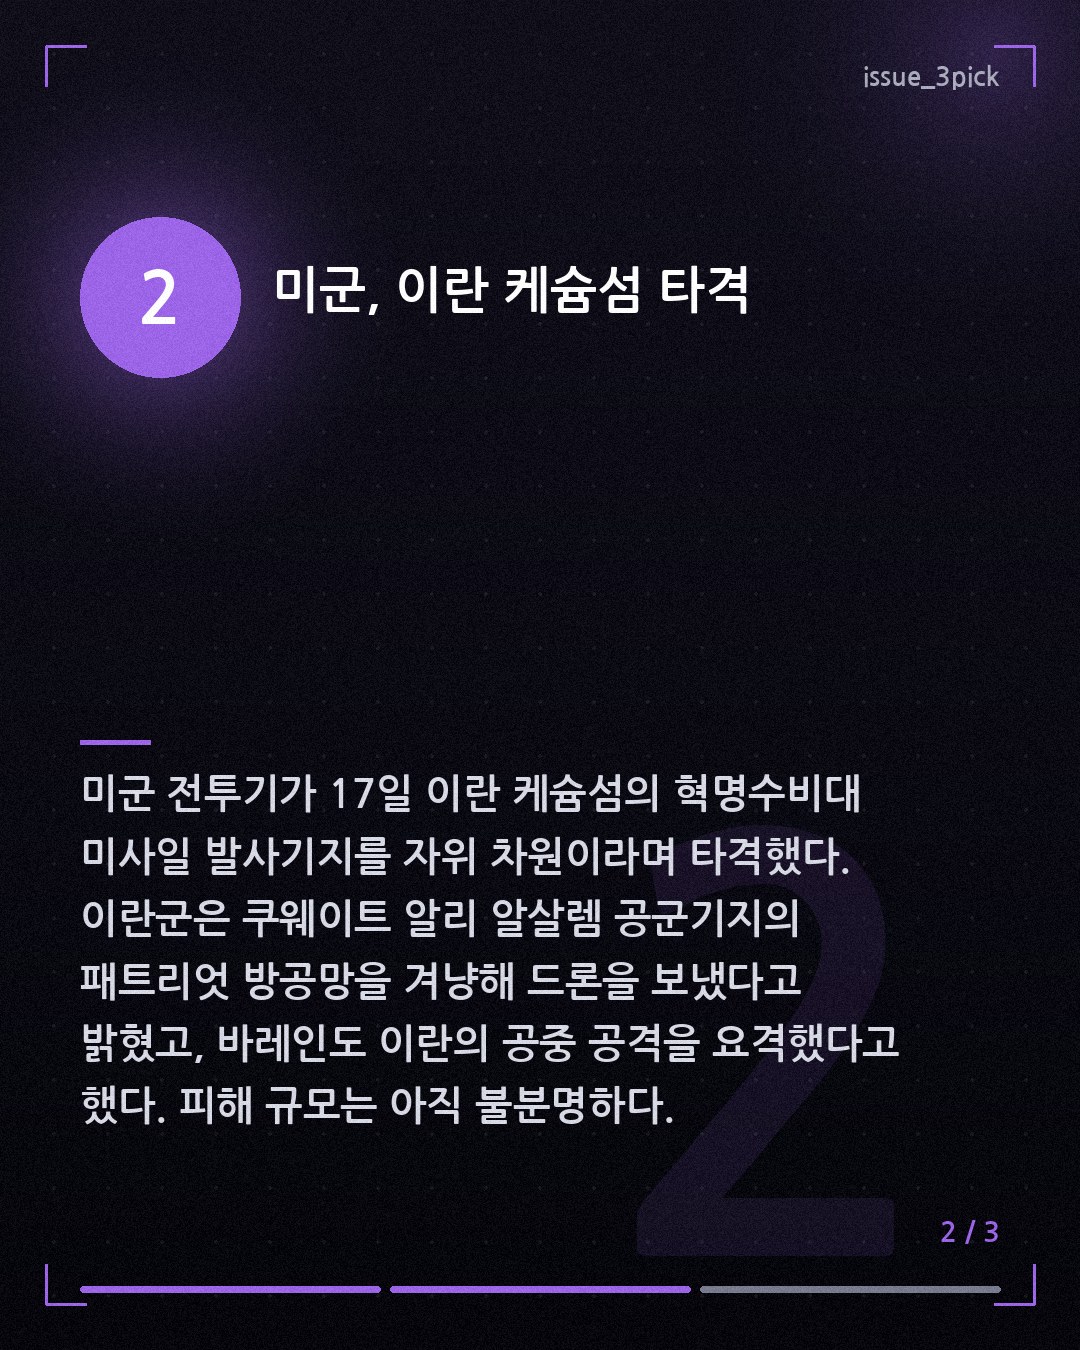 issue_3pick
2
미군, 이란 케슘섬 타격
미군 전투기가 17일 이란 케슘섬의 혁명수비대
미사일 발사기지를 자위 차원이라며 타격했다.
이란군은 쿠웨이트 알리 알살렘 공군기지의
패트리엇 방공망을 겨냥해 드론을 보냈다고
밝혔고, 바레인도 이란의 공중 공격을 요격했다고
했다. 피해 규모는 아직 불분명하다.
2
2 / 3